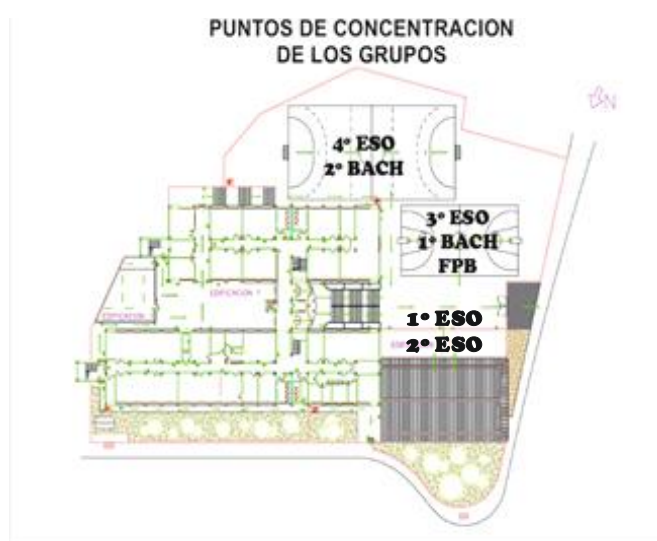 PUNTOS DE CONCENTRACION
DE LOS GRUPOS
N
4º ESO
2º BACH
3º ESO
1º BACH
FPB
EDIFICACION
1º ESO
2º ESO